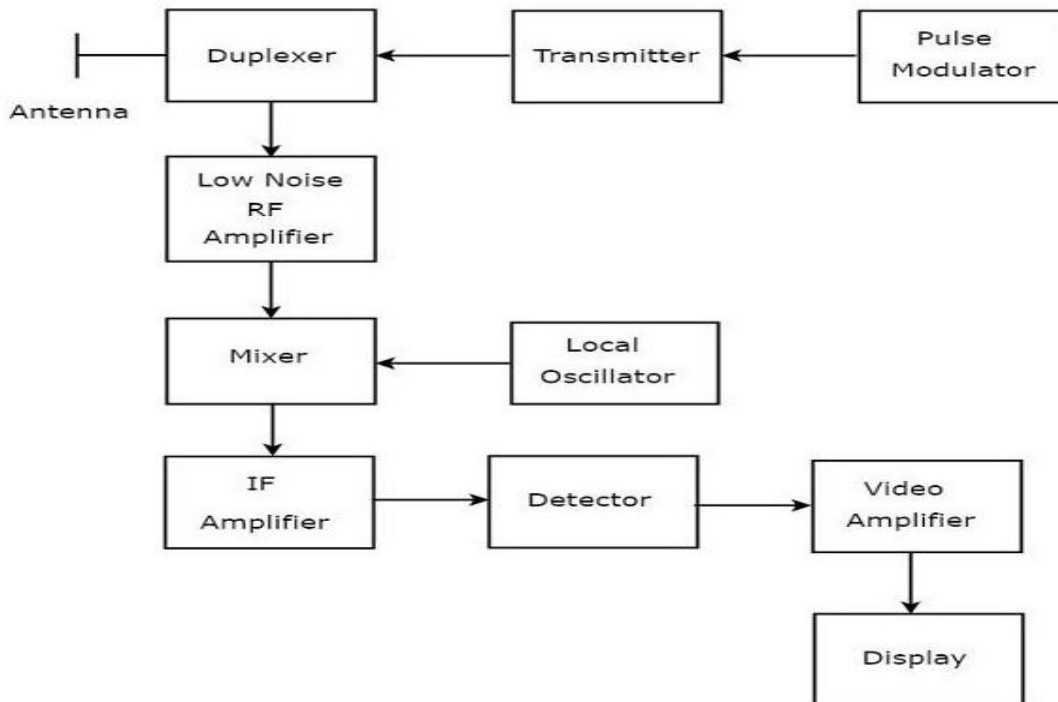 Duplexer
Transmitter
Pulse
Modulator
Antenna
Low Noise
RF
Amplifier
Mixer
Local
Oscillator
IF
Amplifier
Detector
Video
Amplifier
Display